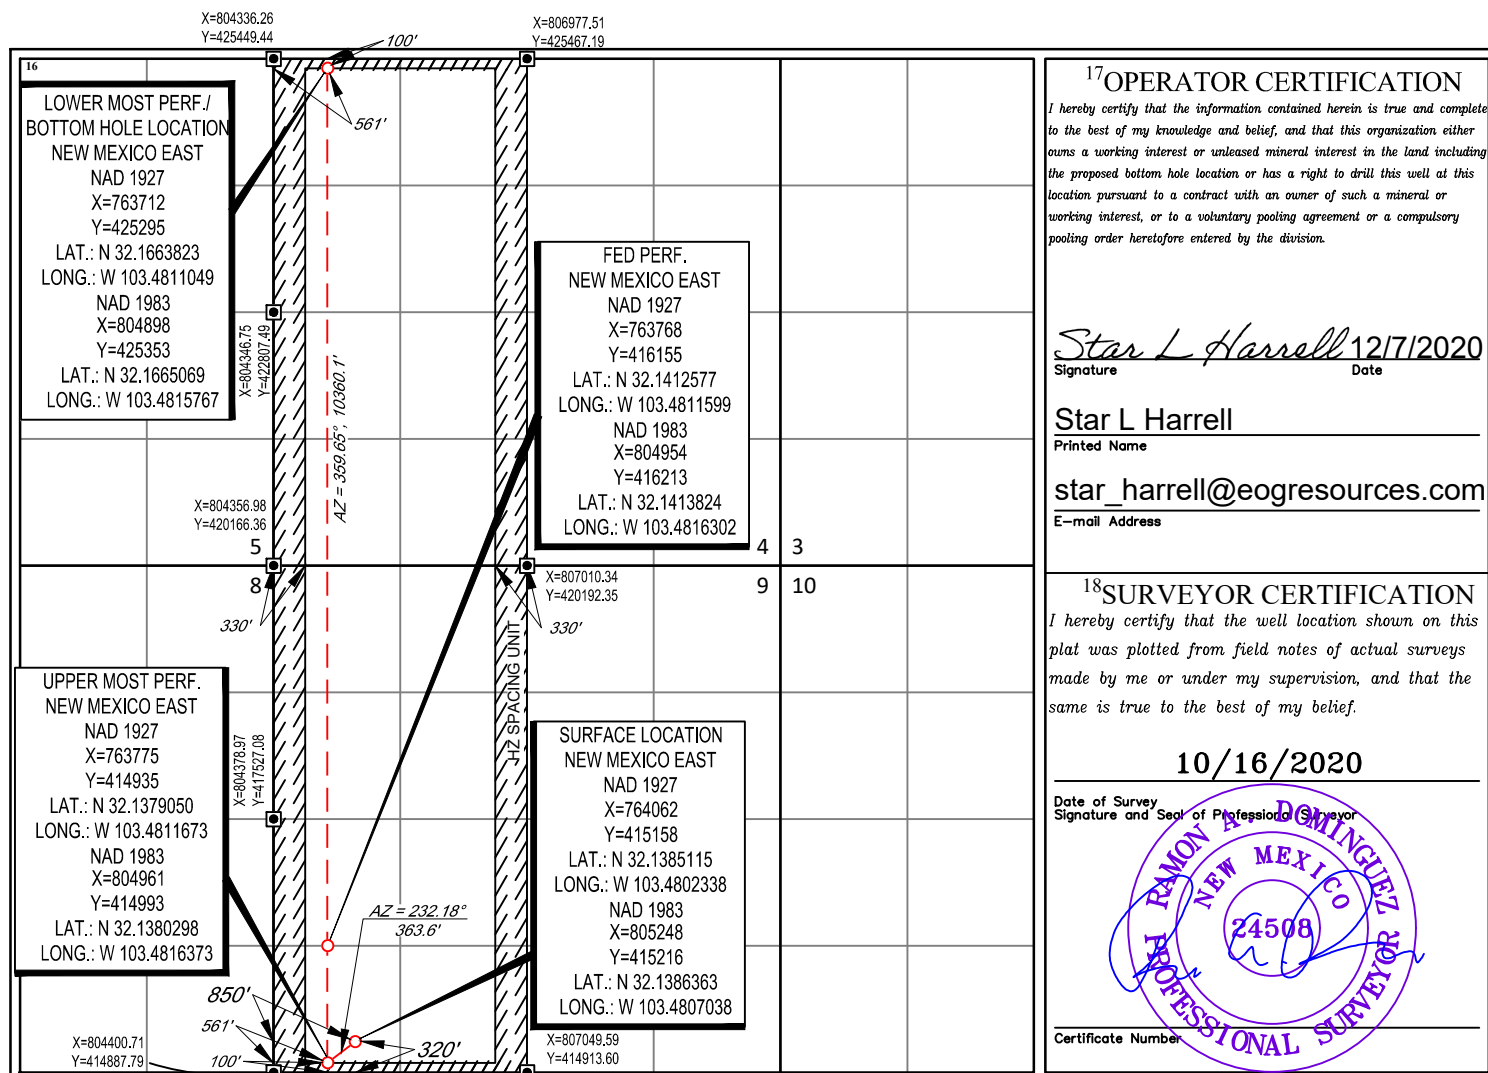 X=804336.26
Y=425449.44
100'
X=806977.51
Y=425467.19
16
LOWER MOST PERF./
BOTTOM HOLE LOCATION
NEW MEXICO EAST
NAD 1927
X=763712
Y=425295
LAT.: N 32.1663823
LONG.: W 103.4811049
NAD 1983
X=804898
Y=425353
LAT.: N 32.1665069
LONG.: W 103.4815767
561'
X=804346.75
Y=422807.49
AZ = 359.65°, 10360.1'
FED PERF.
NEW MEXICO EAST
NAD 1927
X=763768
Y=416155
LAT.: N 32.1412577
LONG.: W 103.4811599
NAD 1983
X=804954
Y=416213
LAT.: N 32.1413824
LONG.: W 103.4816302
X=804356.98
Y=420166.36
5
8
4
3
9
10
X=807010.34
Y=420192.35
330'
330'
HZ SPACING UNIT
UPPER MOST PERF.
NEW MEXICO EAST
NAD 1927
X=763775
Y=414935
LAT.: N 32.1379050
LONG.: W 103.4811673
NAD 1983
X=804961
Y=414993
LAT.: N 32.1380298
LONG.: W 103.4816373
X=804378.97
Y=417527.08
SURFACE LOCATION
NEW MEXICO EAST
NAD 1927
X=764062
Y=415158
LAT.: N 32.1385115
LONG.: W 103.4802338
NAD 1983
X=805248
Y=415216
LAT.: N 32.1386363
LONG.: W 103.4807038
AZ = 232.18°
363.6'
850'
561'
100'
320'
X=804400.71
Y=414887.79
X=807049.59
Y=414913.60
17OPERATOR CERTIFICATION
I hereby certify that the information contained herein is true and complete
to the best of my knowledge and belief, and that this organization either
owns a working interest or unleased mineral interest in the land including
the proposed bottom hole location or has a right to drill this well at this
location pursuant to a contract with an owner of such a mineral or
working interest, or to a voluntary pooling agreement or a compulsory
pooling order heretofore entered by the division.
Star L Harrell 12/7/2020
Signature Date
Star L Harrell
Printed Name
star_harrell@eogresources.com
E-mail Address
18SURVEYOR CERTIFICATION
I hereby certify that the well location shown on this
plat was plotted from field notes of actual surveys
made by me or under my supervision, and that the
same is true to the best of my belief.
10/16/2020
Date of Survey
Signature and Seal of Professional Surveyor
RAMON A. DOMINGUEZ
NEW MEXICO
24508
PROFESSIONAL SURVEYOR
Certificate Number